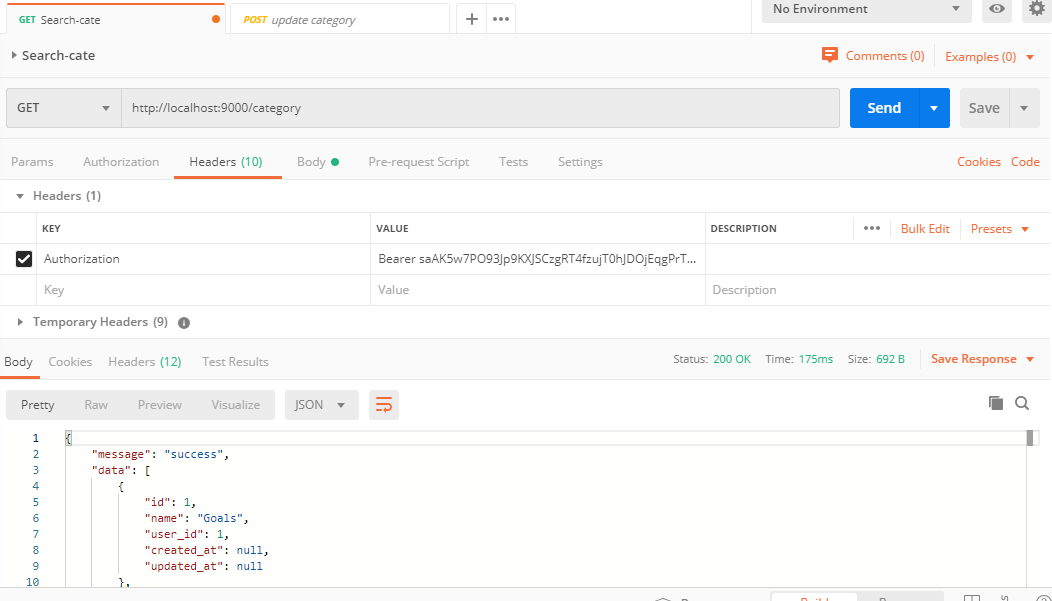 GET Search-cate POST update category No Environment
Search-cate Comments (0) Examples (0)
GET http://localhost:9000/category Send Save
Params Authorization Headers (10) Body Pre-request Script Tests Settings Cookies Code
Headers (1)
KEY VALUE DESCRIPTION Bulk Edit Presets
Authorization Bearer saAK5w7PO93Jp9KXJSCzgRT4fzujT0hJDOjEqgPrT...
Key Value Description
Temporary Headers (9)
Body Cookies Headers (12) Test Results Status: 200 OK Time: 175ms Size: 692 B Save Response
Pretty Raw Preview Visualize JSON
1 {
2 "message": "success",
3 "data": [
4 {
5 "id": 1,
6 "name": "Goals",
7 "user_id": 1,
8 "created_at": null,
9 "updated_at": null
10 },